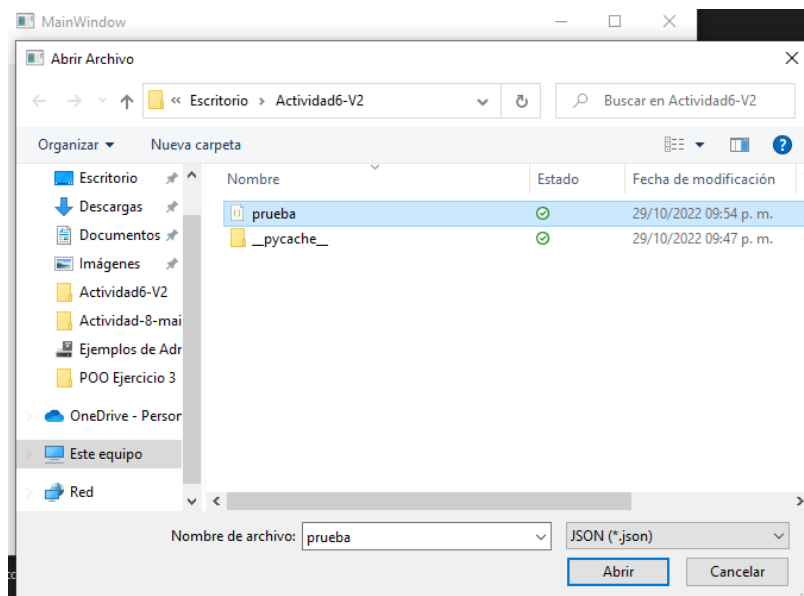 MainWindow
Abrir Archivo
« Escritorio › Actividad6-V2
Buscar en Actividad6-V2
Organizar
Nueva carpeta
?
Escritorio
Descargas
Documentos
Imágenes
Actividad6-V2
Actividad-8-mai
Ejemplos de Adr
POO Ejercicio 3
OneDrive - Person
Este equipo
Red
Nombre Estado Fecha de modificación
prueba 29/10/2022 09:54 p. m.
__pycache__ 29/10/2022 09:47 p. m.
Nombre de archivo: prueba JSON (*.json)
Abrir Cancelar